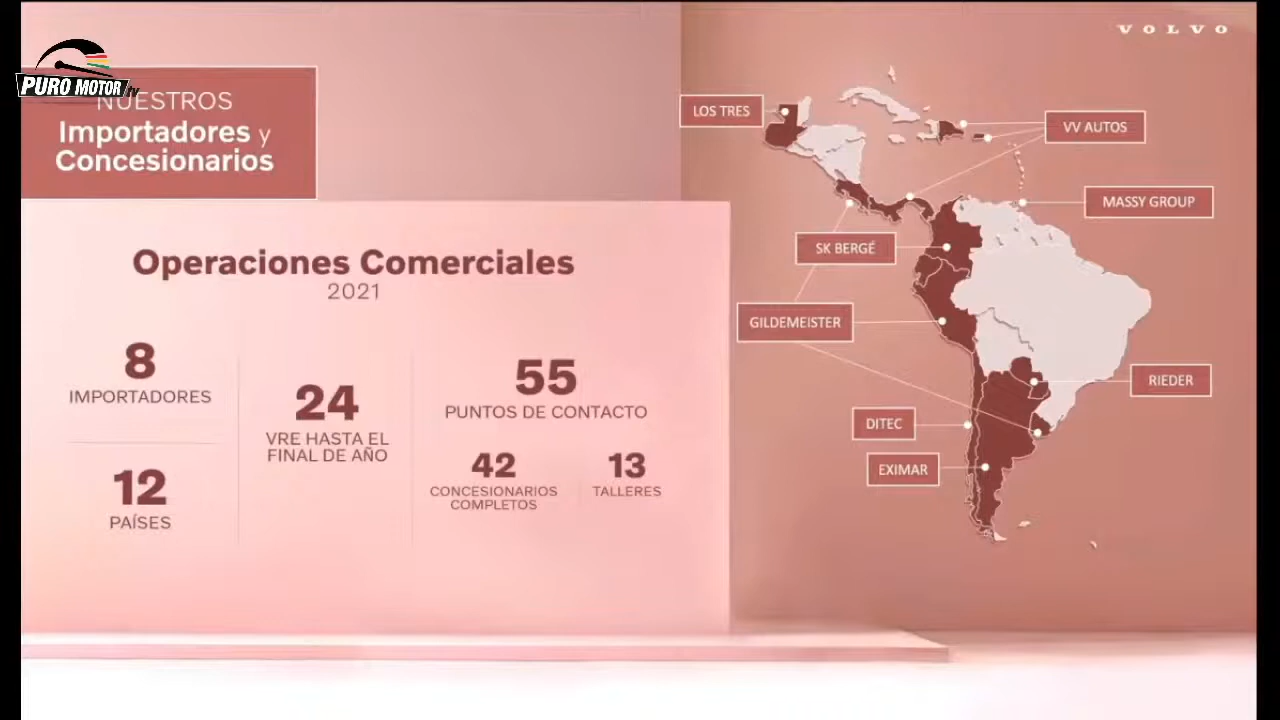 VOLVO
PURO MOTOR tv
NUESTROS
Importadores y
Concesionarios
Operaciones Comerciales
2021
8
IMPORTADORES
12
PAÍSES
24
VRE HASTA EL
FINAL DE AÑO
55
PUNTOS DE CONTACTO
42
CONCESIONARIOS
COMPLETOS
13
TALLERES
LOS TRES
VV AUTOS
MASSY GROUP
SK BERGÉ
GILDEMEISTER
RIEDER
DITEC
EXIMAR